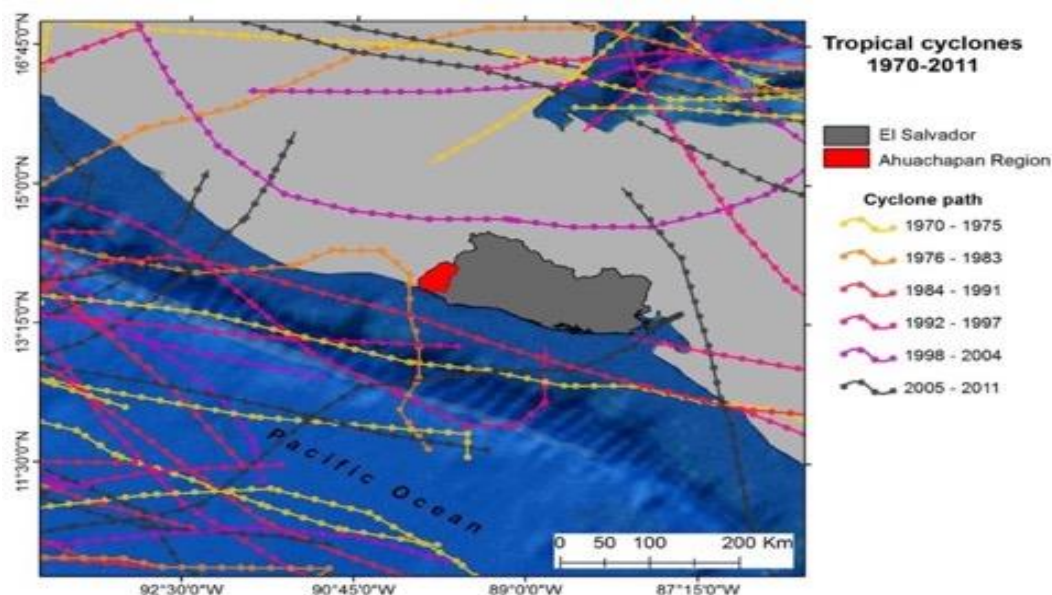 Tropical cyclones
1970-2011
El Salvador
Ahuachapan Region
Cyclone path
1970 - 1975
1976 - 1983
1984 - 1991
1992 - 1997
1998 - 2004
2005 - 2011
16°45'0"N
15°0'0"N
13°15'0"N
11°30'0"N
Pacific Ocean
0 50 100 200 Km
92°30'0"W 90°45'0"W 89°0'0"W 87°15'0"W